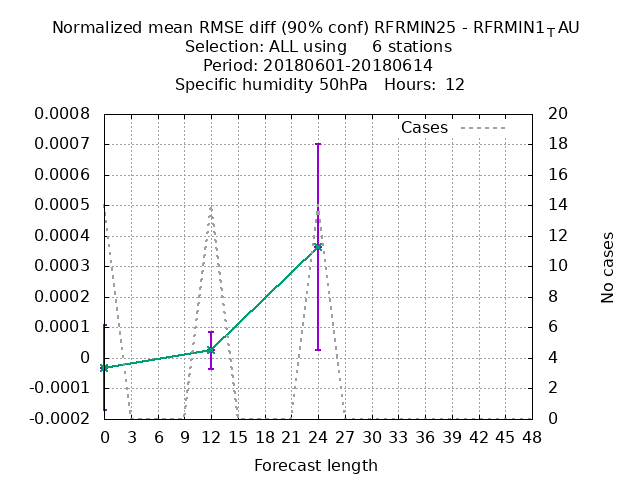 Normalized mean RMSE diff (90% conf) RFRMIN25 - RFRMIN1TAU
Selection: ALL using 6 stations
Period: 20180601-20180614
Specific humidity 50hPa Hours: 12
Cases
0.0008
0.0007
0.0006
0.0005
0.0004
0.0003
0.0002
0.0001
0
-0.0001
-0.0002
20
18
16
14
12
10
8
6
4
2
0
No cases
0 3 6 9 12 15 18 21 24 27 30 33 36 39 42 45 48
Forecast length